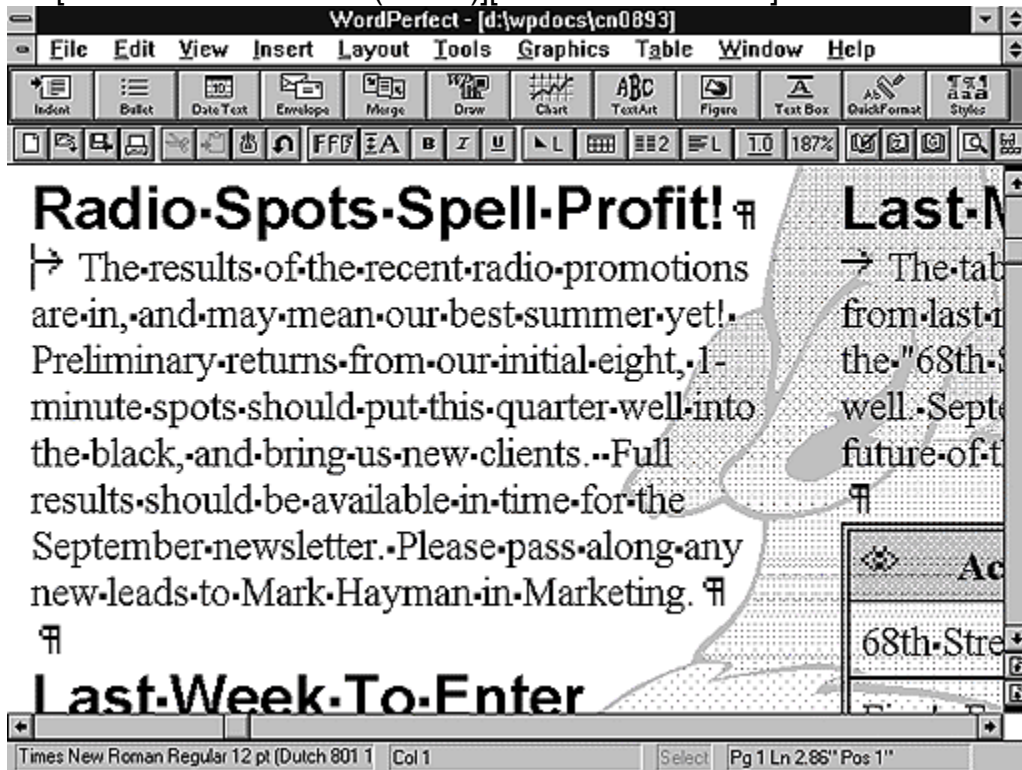 WordPerfect - [d:\wpdocs\cn0893]
File Edit View Insert Layout Tools Graphics Table Window Help
Indent Bullet Date Text Envelope Merge Draw Chart TextArt Figure Text Box QuickFormat Styles
B I U L 2 L 1.0 187%
Radio Spots Spell Profit! ¶
The results of the recent radio promotions
are in, and may mean our best summer yet!
Preliminary returns from our initial eight, 1-
minute spots should put this quarter well into
the black, and bring us new clients. Full
results should be available in time for the
September newsletter. Please pass along any
new leads to Mark Hayman in Marketing. ¶
¶
Last Week To Enter
Last
The tab
from last
the "68th
well. Septe
future of t
¶
Ac
68th Stre
Times New Roman Regular 12 pt (Dutch 801 1 Col 1 Select Pg 1 Ln 2.86" Pos 1"